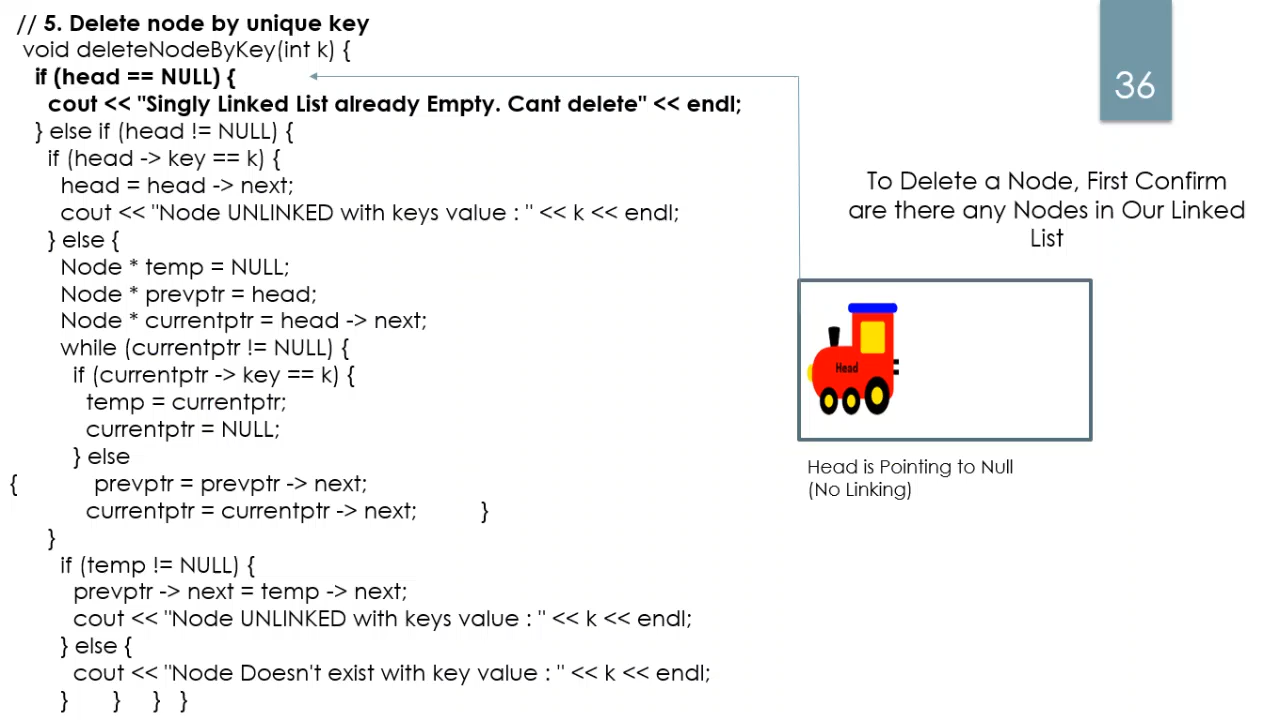 // 5. Delete node by unique key
void deleteNodeByKey(int k) {
if (head == NULL) {
cout << "Singly Linked List already Empty. Cant delete" << endl;
} else if (head != NULL) {
if (head -> key == k) {
head = head -> next;
cout << "Node UNLINKED with keys value : " << k << endl;
} else {
Node * temp = NULL;
Node * prevptr = head;
Node * currentptr = head -> next;
while (currentptr != NULL) {
if (currentptr -> key == k) {
temp = currentptr;
currentptr = NULL;
} else
{ prevptr = prevptr -> next;
currentptr = currentptr -> next; }
}
if (temp != NULL) {
prevptr -> next = temp -> next;
cout << "Node UNLINKED with keys value : " << k << endl;
} else {
cout << "Node Doesn't exist with key value : " << k << endl;
} } } }
36
To Delete a Node, First Confirm
are there any Nodes in Our Linked
List
Head
Head is Pointing to Null
(No Linking)